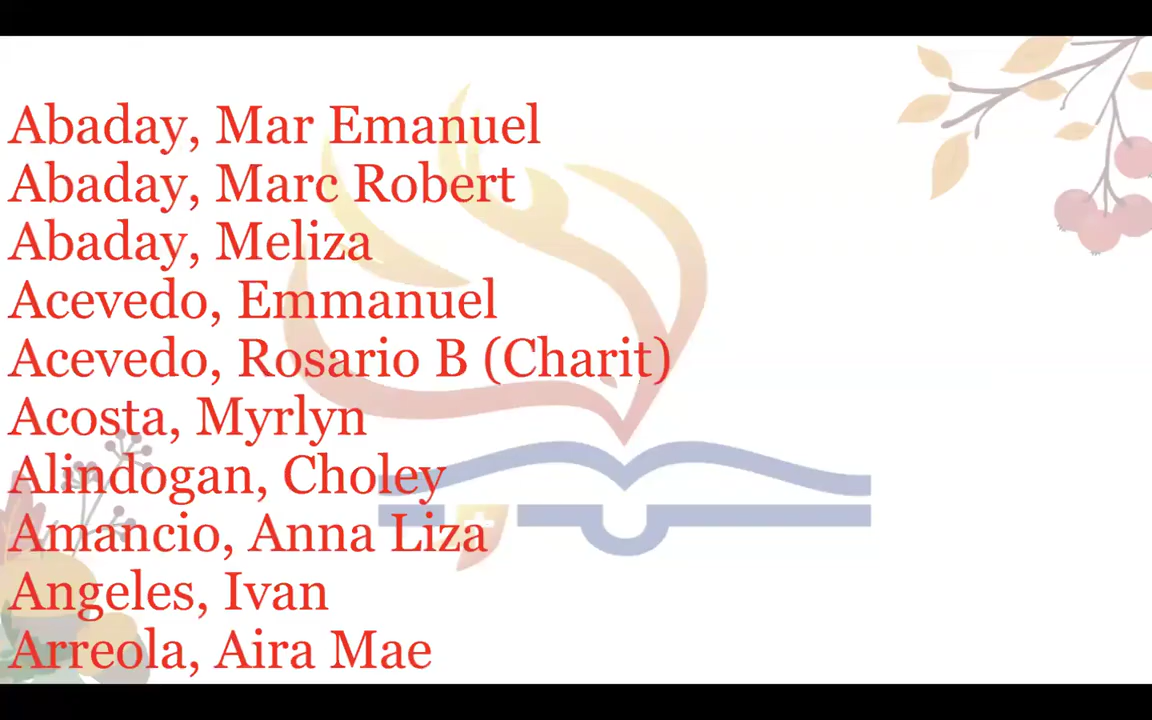 Abaday, Mar Emanuel
Abaday, Marc Robert
Abaday, Meliza
Acevedo, Emmanuel
Acevedo, Rosario B (Charit)
Acosta, Myrlyn
Alindogan, Choley
Amancio, Anna Liza
Angeles, Ivan
Arreola, Aira Mae